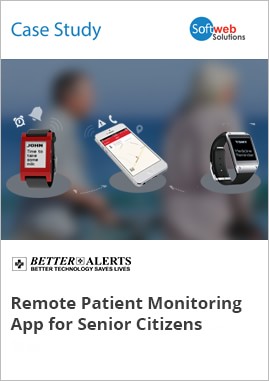 Case Study
Softweb
Solutions
JOHN
Time to
have some
milk
BETTER ALERTS
BETTER TECHNOLOGY SAVES LIVES
Remote Patient Monitoring
App for Senior Citizens